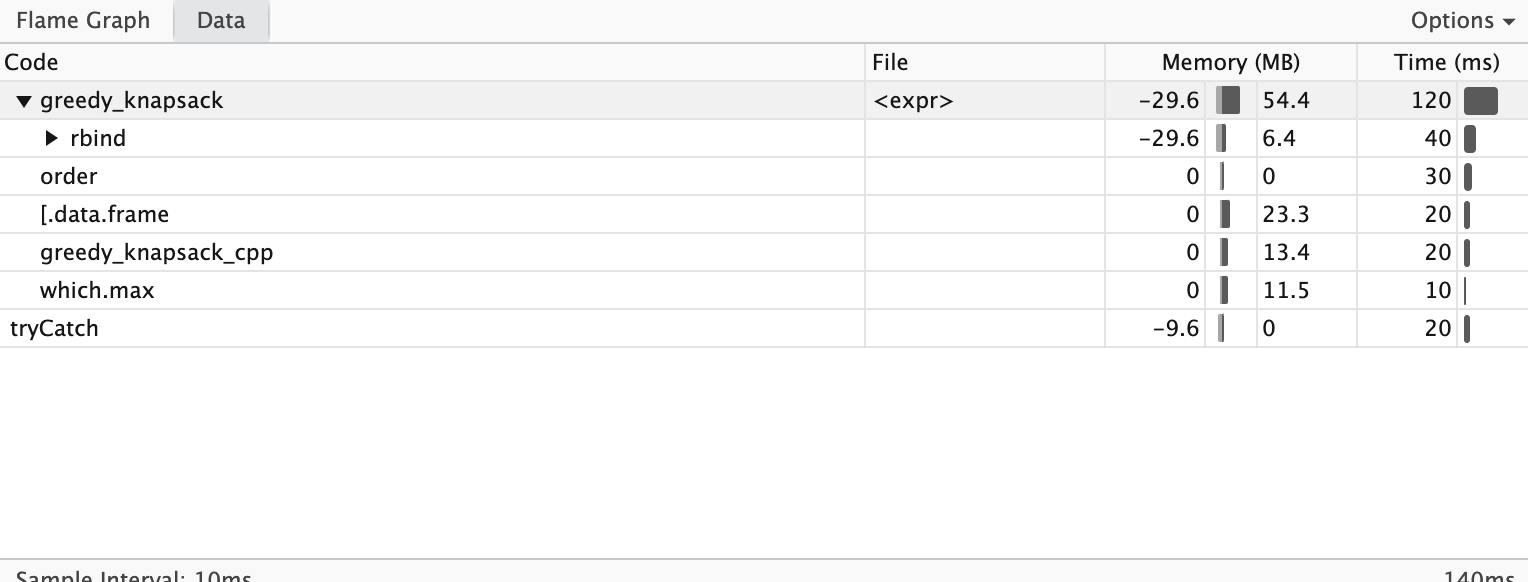 Flame Graph Data Options
Code File Memory (MB) Time (ms)
greedy_knapsack <expr> -29.6 54.4 120
rbind -29.6 6.4 40
order 0 0 30
[.data.frame 0 23.3 20
greedy_knapsack_cpp 0 13.4 20
which.max 0 11.5 10
tryCatch -9.6 0 20
Sample Interval: 10ms 140ms